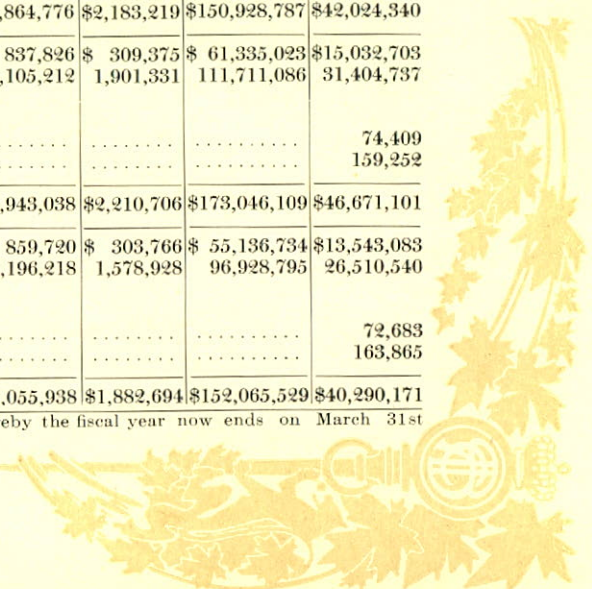 ,864,776 $2,183,219 $150,928,787 $42,024,340
837,826 $ 309,375 $ 61,335,023 $15,032,703
,105,212 1,901,331 111,711,086 31,404,737
....... ........ .......... 74,409
....... ........ .......... 159,252
,943,038 $2,210,706 $173,046,109 $46,671,101
859,720 $ 303,766 $ 55,136,734 $13,543,083
,196,218 1,578,928 96,928,795 26,510,540
....... ........ .......... 72,683
....... ........ .......... 163,865
,055,938 $1,882,694 $152,065,529 $40,290,171
eby the fiscal year now ends on March 31st